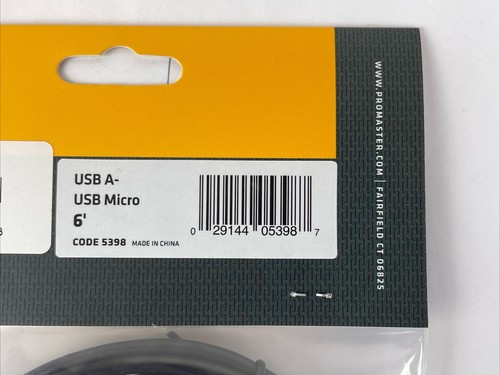 USB A-
USB Micro
6'
CODE 5398 MADE IN CHINA
0 29144 05398 7
WWW.PROMASTER.COM | FAIRFIELD CT 06825